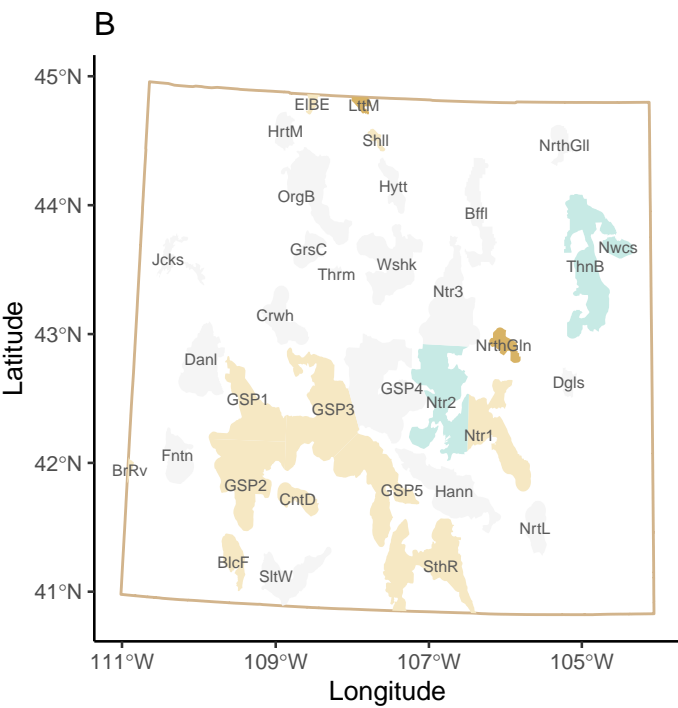 B
45°N
44°N
43°N
42°N
41°N
Latitude
ElBE
LttM
HrtM
Shll
NrthGll
OrgB
Hytt
Bffl
Jcks
GrsC
Thrm
Wshk
Nwcs
ThnB
Ntr3
Crwh
NrthGln
Danl
GSP1
GSP3
GSP4
Ntr2
Dgls
Ntr1
Fntn
BrRv
GSP2
CntD
GSP5
Hann
NrtL
BlcF
SltW
SthR
111°W
109°W
107°W
105°W
Longitude